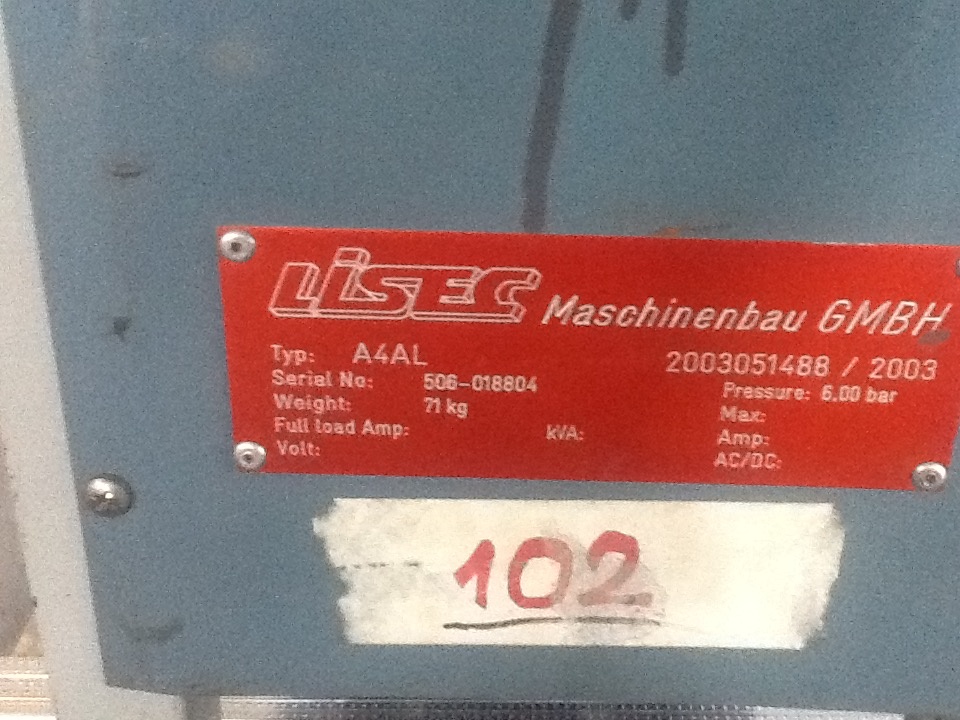 LiSEC Maschinenbau GMBH
Typ: A4AL 2003051488 / 2003
Serial No: 506-018804 Pressure: 6.00 bar
Weight: 71 kg Max:
Full load Amp: kVA: Amp:
Volt: AC/DC:
102